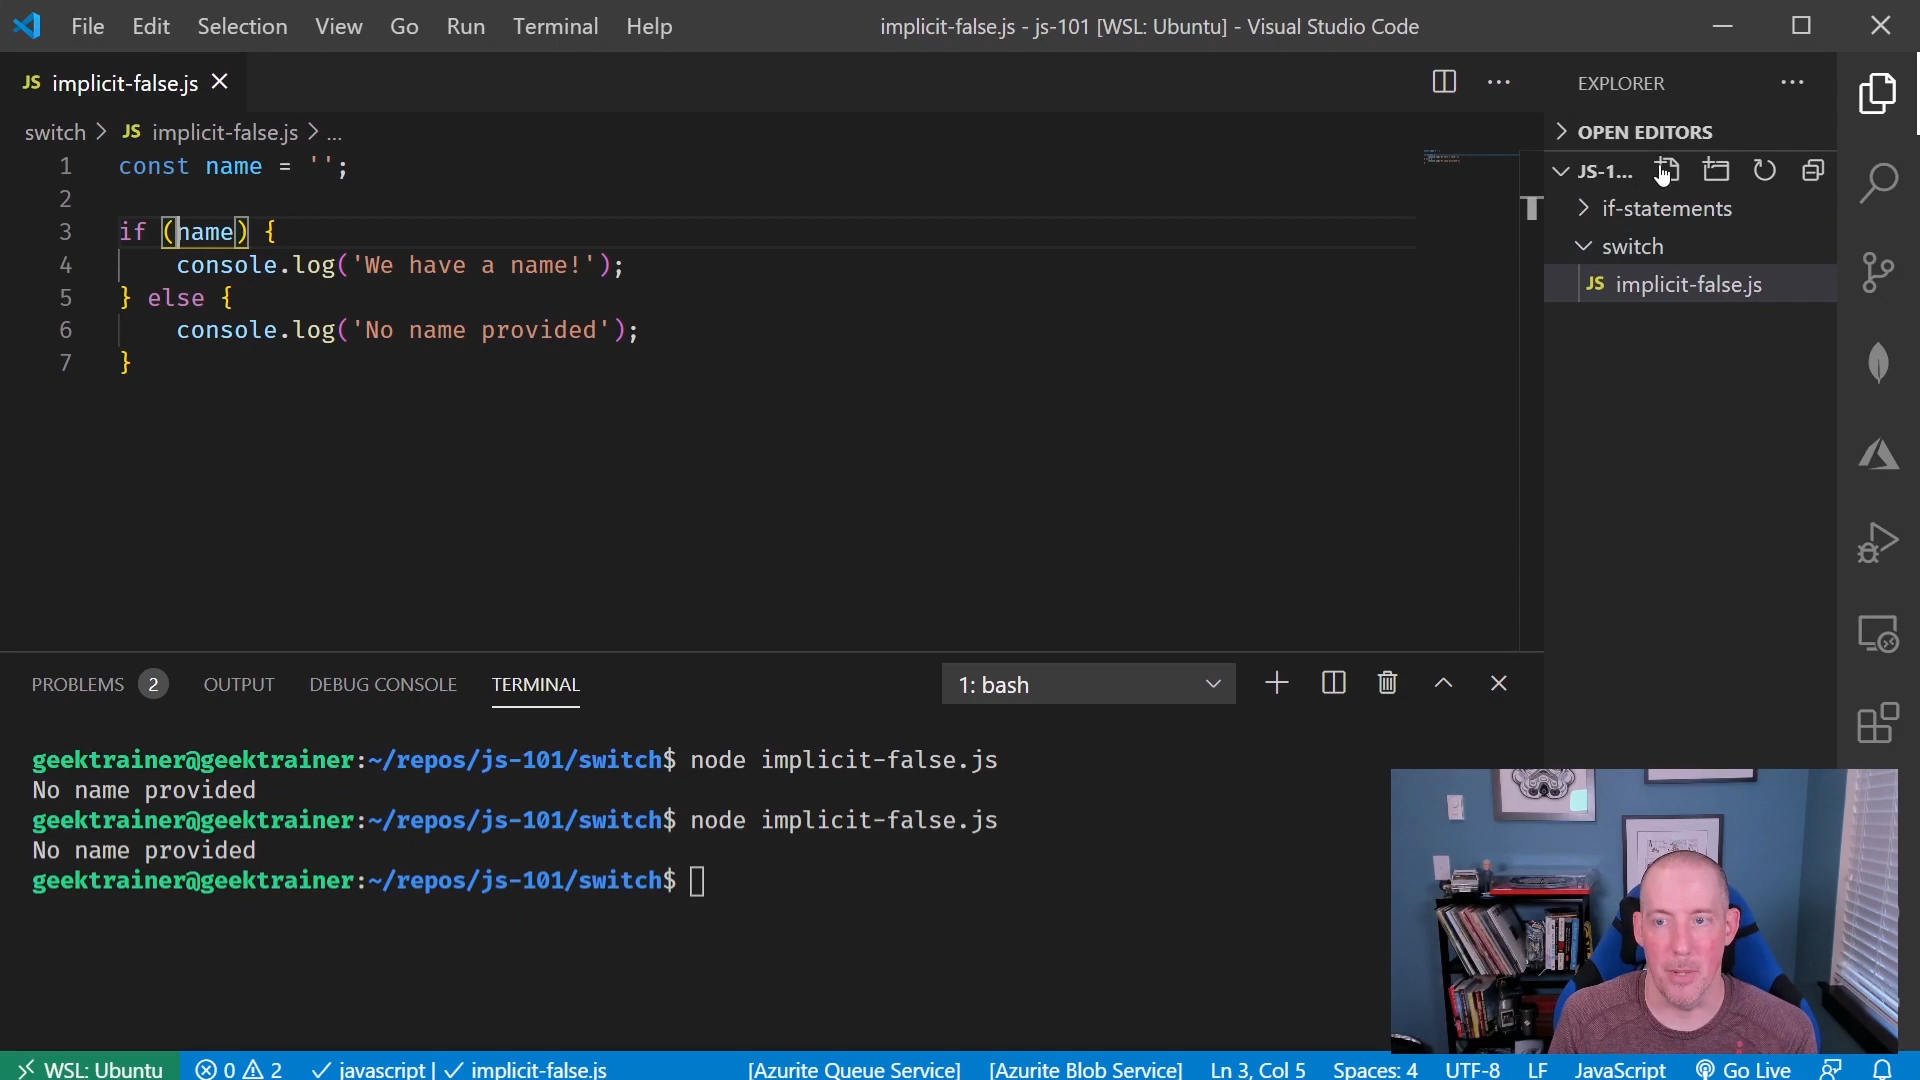 File Edit Selection View Go Run Terminal Help
implicit-false.js - js-101 [WSL: Ubuntu] - Visual Studio Code
JS implicit-false.js
switch > JS implicit-false.js > ...
1 const name = '';
2
3 if (name) {
4 console.log('We have a name!');
5 } else {
6 console.log('No name provided');
7 }
EXPLORER
OPEN EDITORS
JS-1...
if-statements
switch
JS implicit-false.js
PROBLEMS 2 OUTPUT DEBUG CONSOLE TERMINAL
1: bash
geektrainer@geektrainer:~/repos/js-101/switch$ node implicit-false.js
No name provided
geektrainer@geektrainer:~/repos/js-101/switch$ node implicit-false.js
No name provided
geektrainer@geektrainer:~/repos/js-101/switch$
WSL: Ubuntu 0 2 javascript | implicit-false.js [Azurite Queue Service] [Azurite Blob Service] Ln 3, Col 5 Spaces: 4 UTF-8 LF JavaScript Go Live